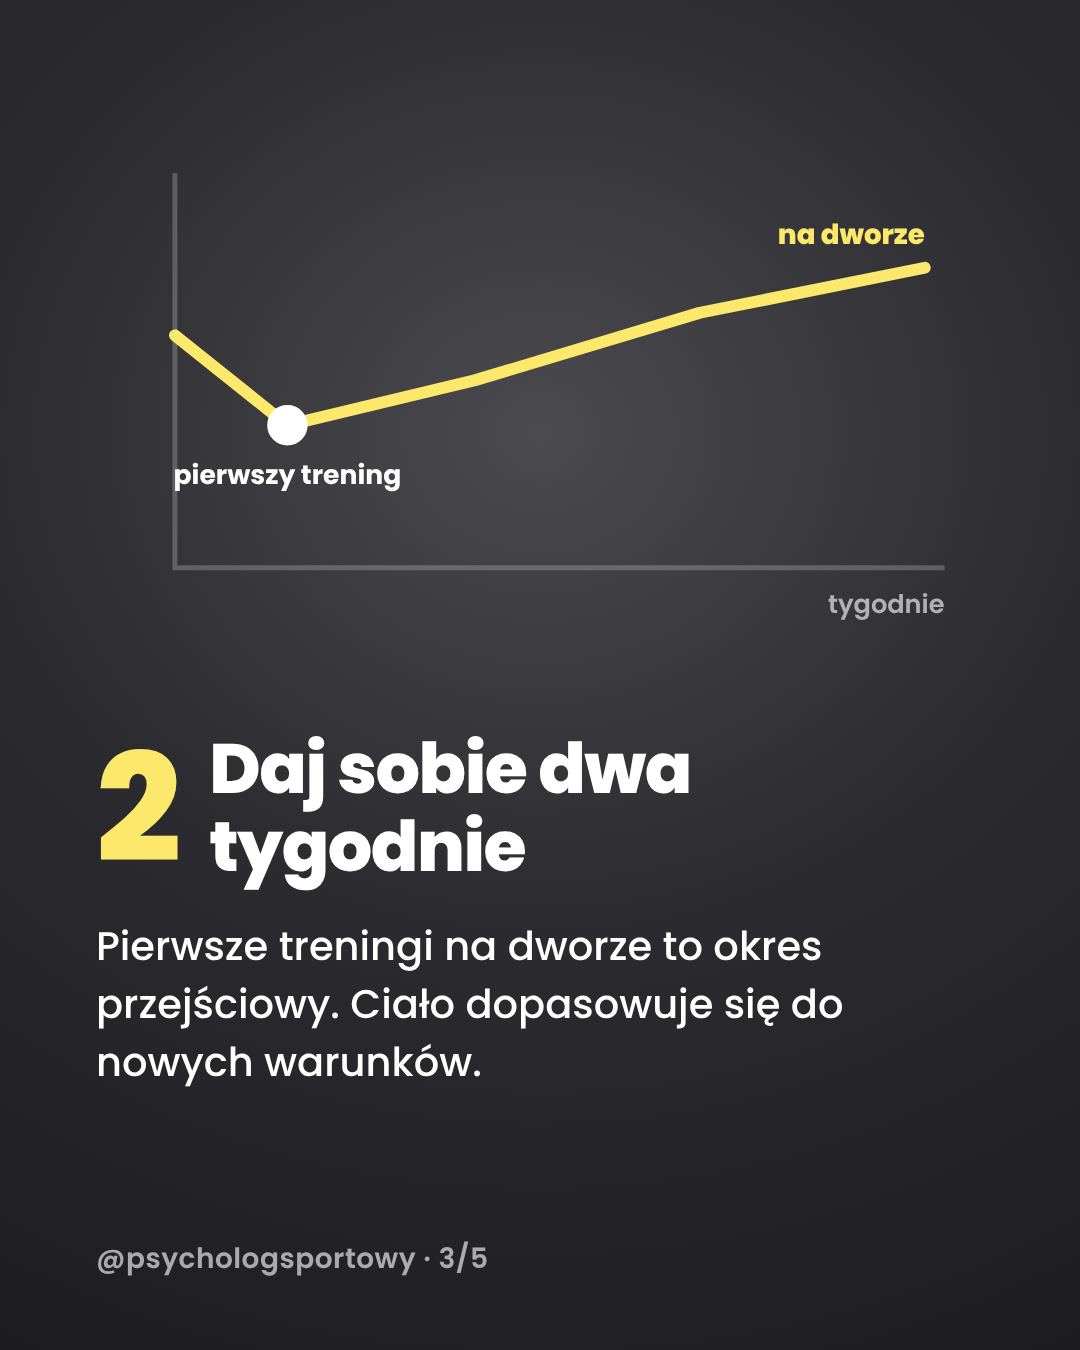 na dworze
pierwszy trening
tygodnie
2 Daj sobie dwa
tygodnie
Pierwsze treningi na dworze to okres
przejściowy. Ciało dopasowuje się do
nowych warunków.
@psychologsportowy · 3/5